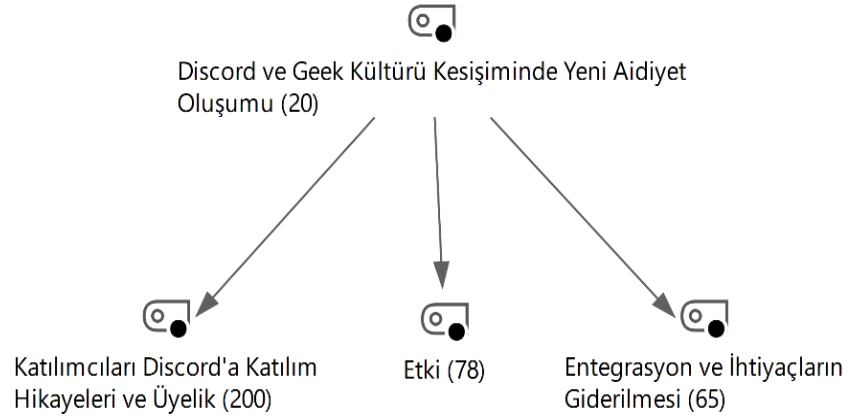 Discord ve Geek Kültürü Kesişiminde Yeni Aidiyet
Oluşumu (20)
Katılımcıları Discord'a Katılım
Hikayeleri ve Üyelik (200)
Etki (78)
Entegrasyon ve İhtiyaçların
Giderilmesi (65)